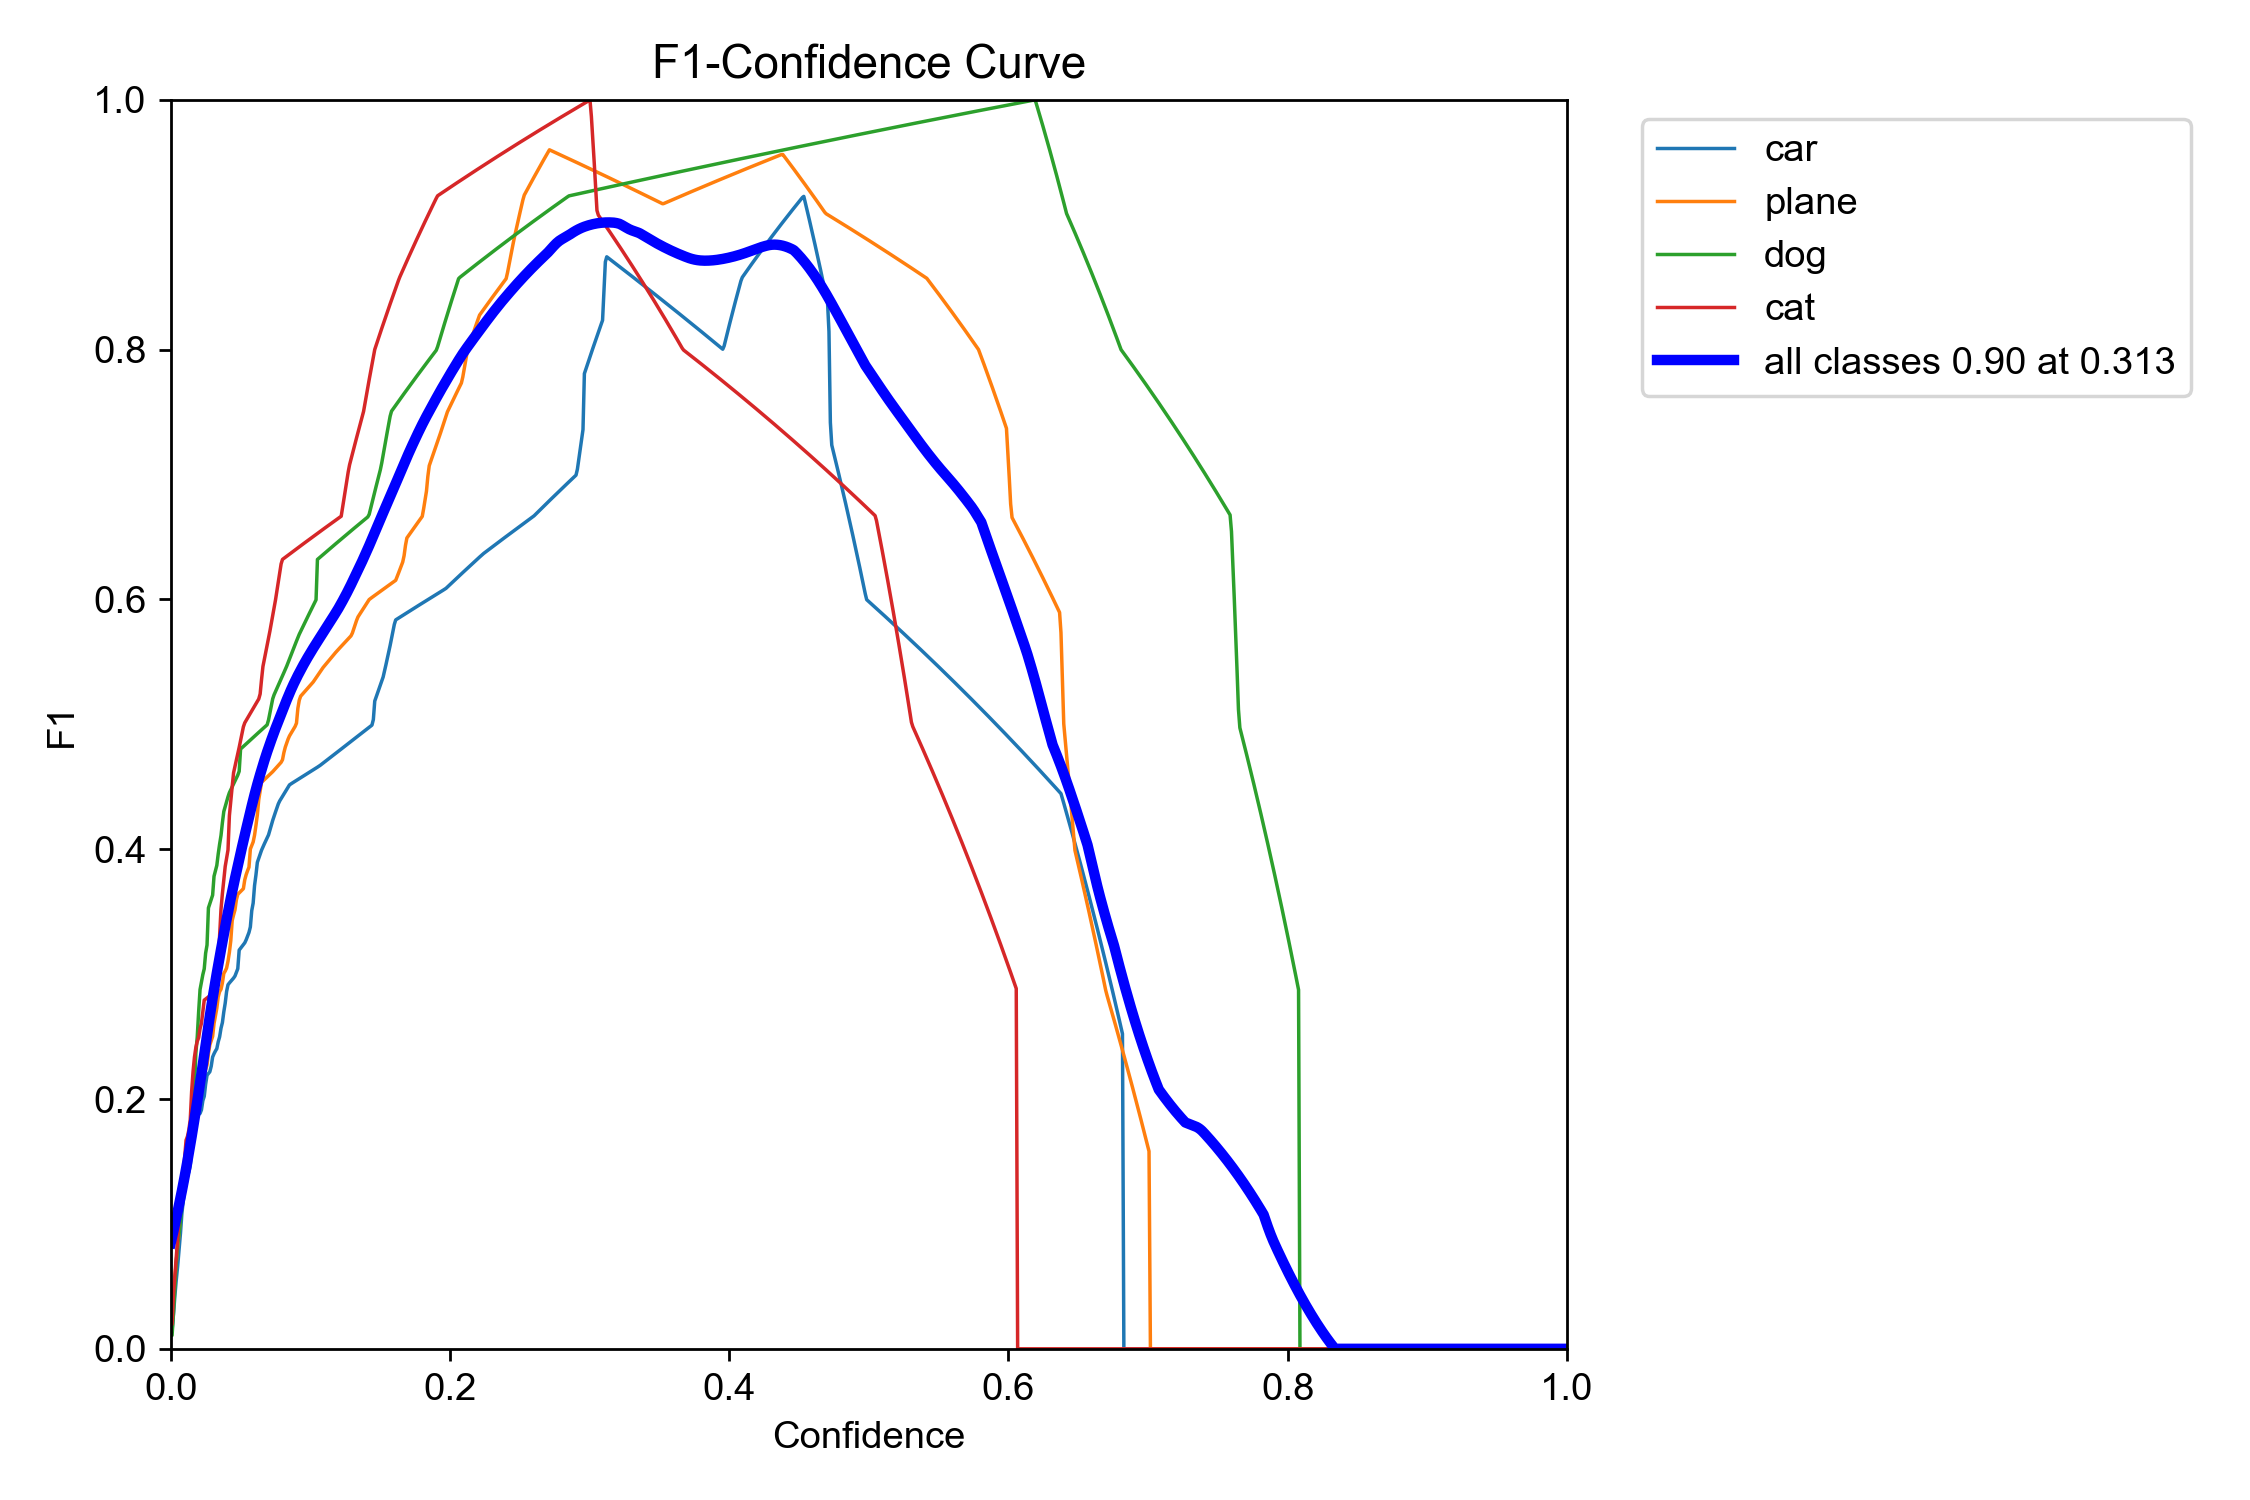 F1-Confidence Curve
1.0
0.8
0.6
0.4
0.2
0.0
F1
0.0 0.2 0.4 0.6 0.8 1.0
Confidence
car
plane
dog
cat
all classes 0.90 at 0.313